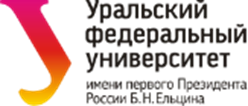 Уральский
федеральный
университет
имени первого Президента
России Б.Н.Ельцина